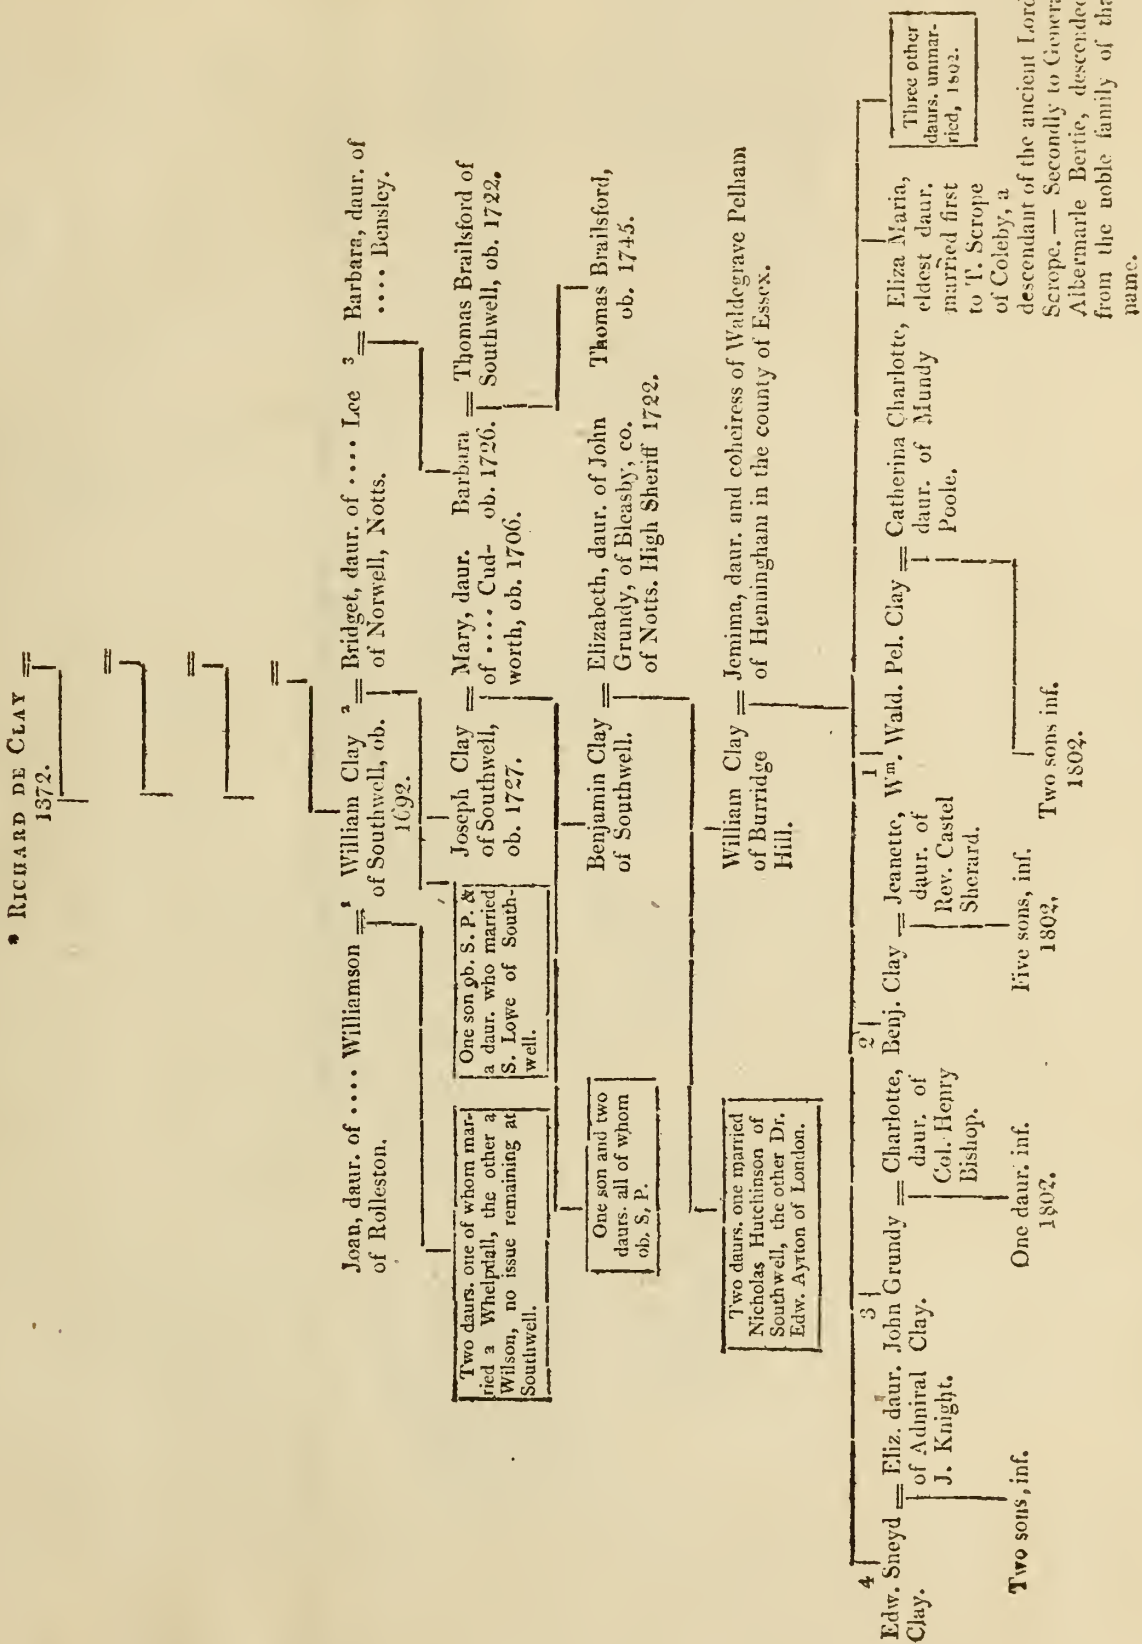 * RICHARD DE CLAY
1372.
Joan, daur. of .... Williamson
of Rolleston.
1 William Clay 2
of Southwell, ob.
1692.
Bridget, daur. of .... Lee
of Norwell, Notts.
3 Barbara, daur. of
.... Bensley.
Two daurs. one of whom mar-
ried a Whelpdall, the other a
Wilson, no issue remaining at
Southwell.
One son ob. S. P. &
a daur. who married
S. Lowe of South-
well.
Joseph Clay
of Southwell,
ob. 1727.
Mary, daur.
of .... Cud-
worth, ob. 1706.
Barbara
ob. 1726.
Thomas Brailsford of
Southwell, ob. 1722.
One son and two
daurs. all of whom
ob. S, P.
Benjamin Clay
of Southwell.
Elizabeth, daur. of John
Grundy, of Bleasby, co.
of Notts. High Sheriff 1722.
Thomas Brailsford,
ob. 1745.
Two daurs. one married
Nicholas Hutchinson of
Southwell, the other Dr.
Edw. Ayrton of London.
William Clay
of Burridge
Hill.
Jemima, daur. and coheiress of Waldegrave Pelham
of Henningham in the county of Essex.
4
Edw. Sneyd
Clay.
Eliz. daur.
of Admiral
J. Knight.
3
John Grundy
Clay.
Charlotte,
daur. of
Col. Henry
Bishop.
2
Benj. Clay
Jeanette,
daur. of
Rev. Castel
Sherard.
1
Wm. Wald. Pel. Clay
Catherina Charlotte,
daur. of Mundy
Poole.
Eliza Maria,
eldest daur.
married first
to T. Scrope
of Coleby, a
descendant of the ancient Lord
Scrope. — Secondly to Genera
Albermarle Bertie, descended
from the noble family of tha
name.
Three other
daurs. unmar-
ried, 1802.
Two sons, inf.
One daur. inf.
1802.
Five sons, inf.
1802.
Two sons inf.
1802.